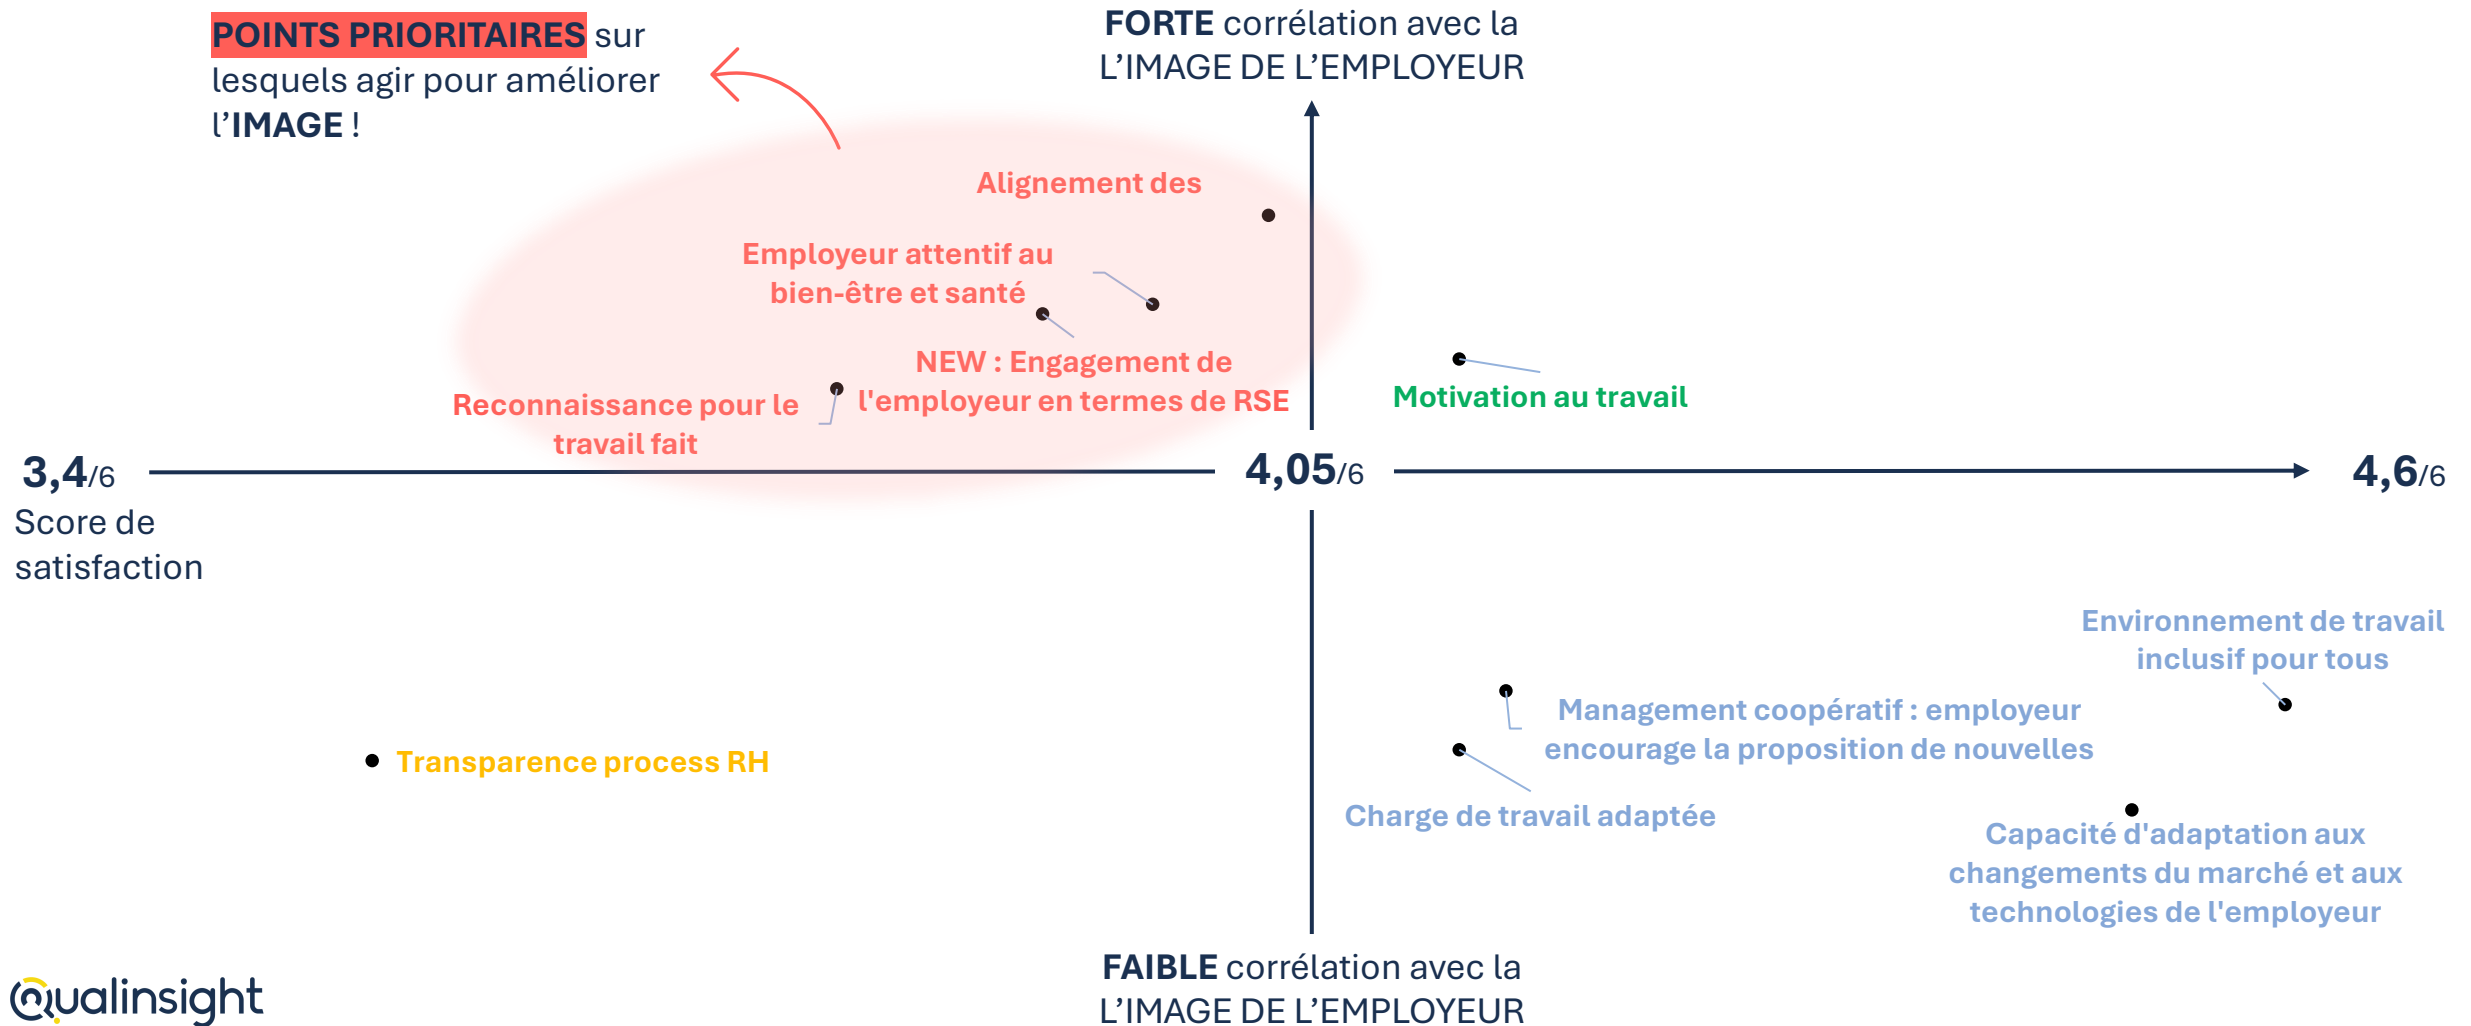 POINTS PRIORITAIRES sur
lesquels agir pour améliorer
l’IMAGE !
FORTE corrélation avec la
L’IMAGE DE L’EMPLOYEUR
Alignement des
Employeur attentif au
bien-être et santé
NEW : Engagement de
l'employeur en termes de RSE
Reconnaissance pour le
travail fait
Motivation au travail
3,4/6
4,05/6
4,6/6
Score de
satisfaction
Environnement de travail
inclusif pour tous
Management coopératif : employeur
encourage la proposition de nouvelles
Transparence process RH
Charge de travail adaptée
Capacité d'adaptation aux
changements du marché et aux
technologies de l'employeur
FAIBLE corrélation avec la
L’IMAGE DE L’EMPLOYEUR
Qualinsight